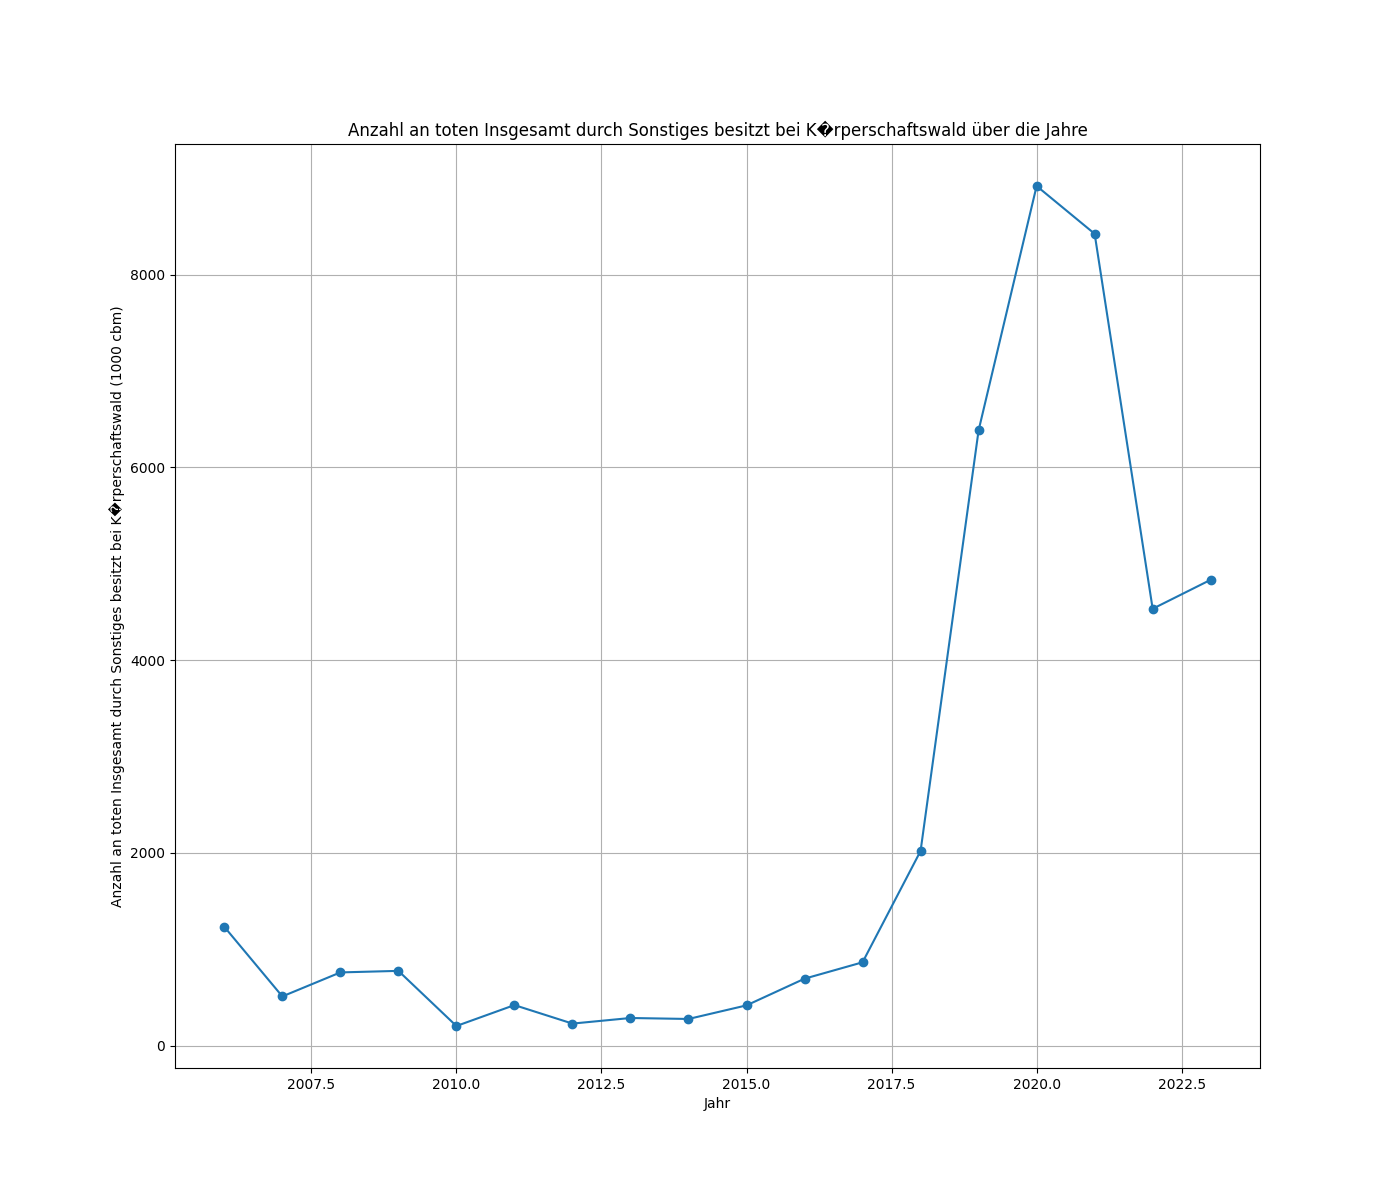 Anzahl an toten Insgesamt durch Sonstiges besitzt bei K�rperschaftswald über die Jahre
Anzahl an toten Insgesamt durch Sonstiges besitzt bei K�rperschaftswald (1000 cbm)
8000
6000
4000
2000
0
2007.5 2010.0 2012.5 2015.0 2017.5 2020.0 2022.5
Jahr